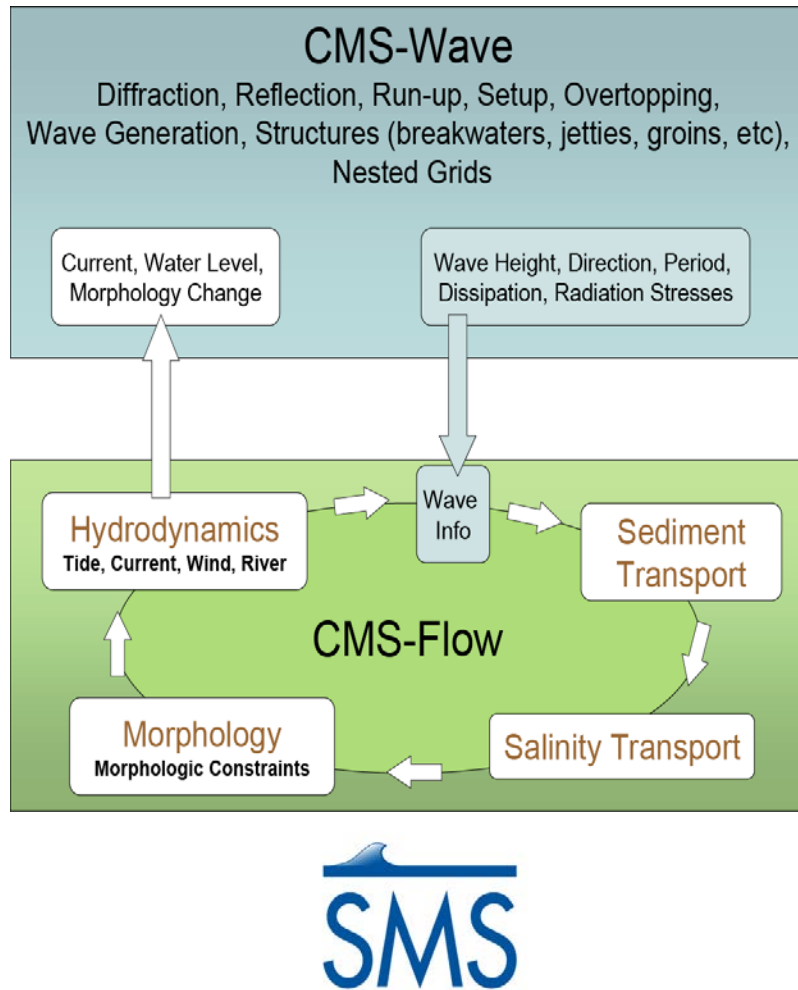 CMS-Wave
Diffraction, Reflection, Run-up, Setup, Overtopping,
Wave Generation, Structures (breakwaters, jetties, groins, etc),
Nested Grids
Current, Water Level,
Morphology Change
Wave Height, Direction, Period,
Dissipation, Radiation Stresses
Hydrodynamics
Tide, Current, Wind, River
Wave
Info
Sediment
Transport
CMS-Flow
Morphology
Morphologic Constraints
Salinity Transport
SMS